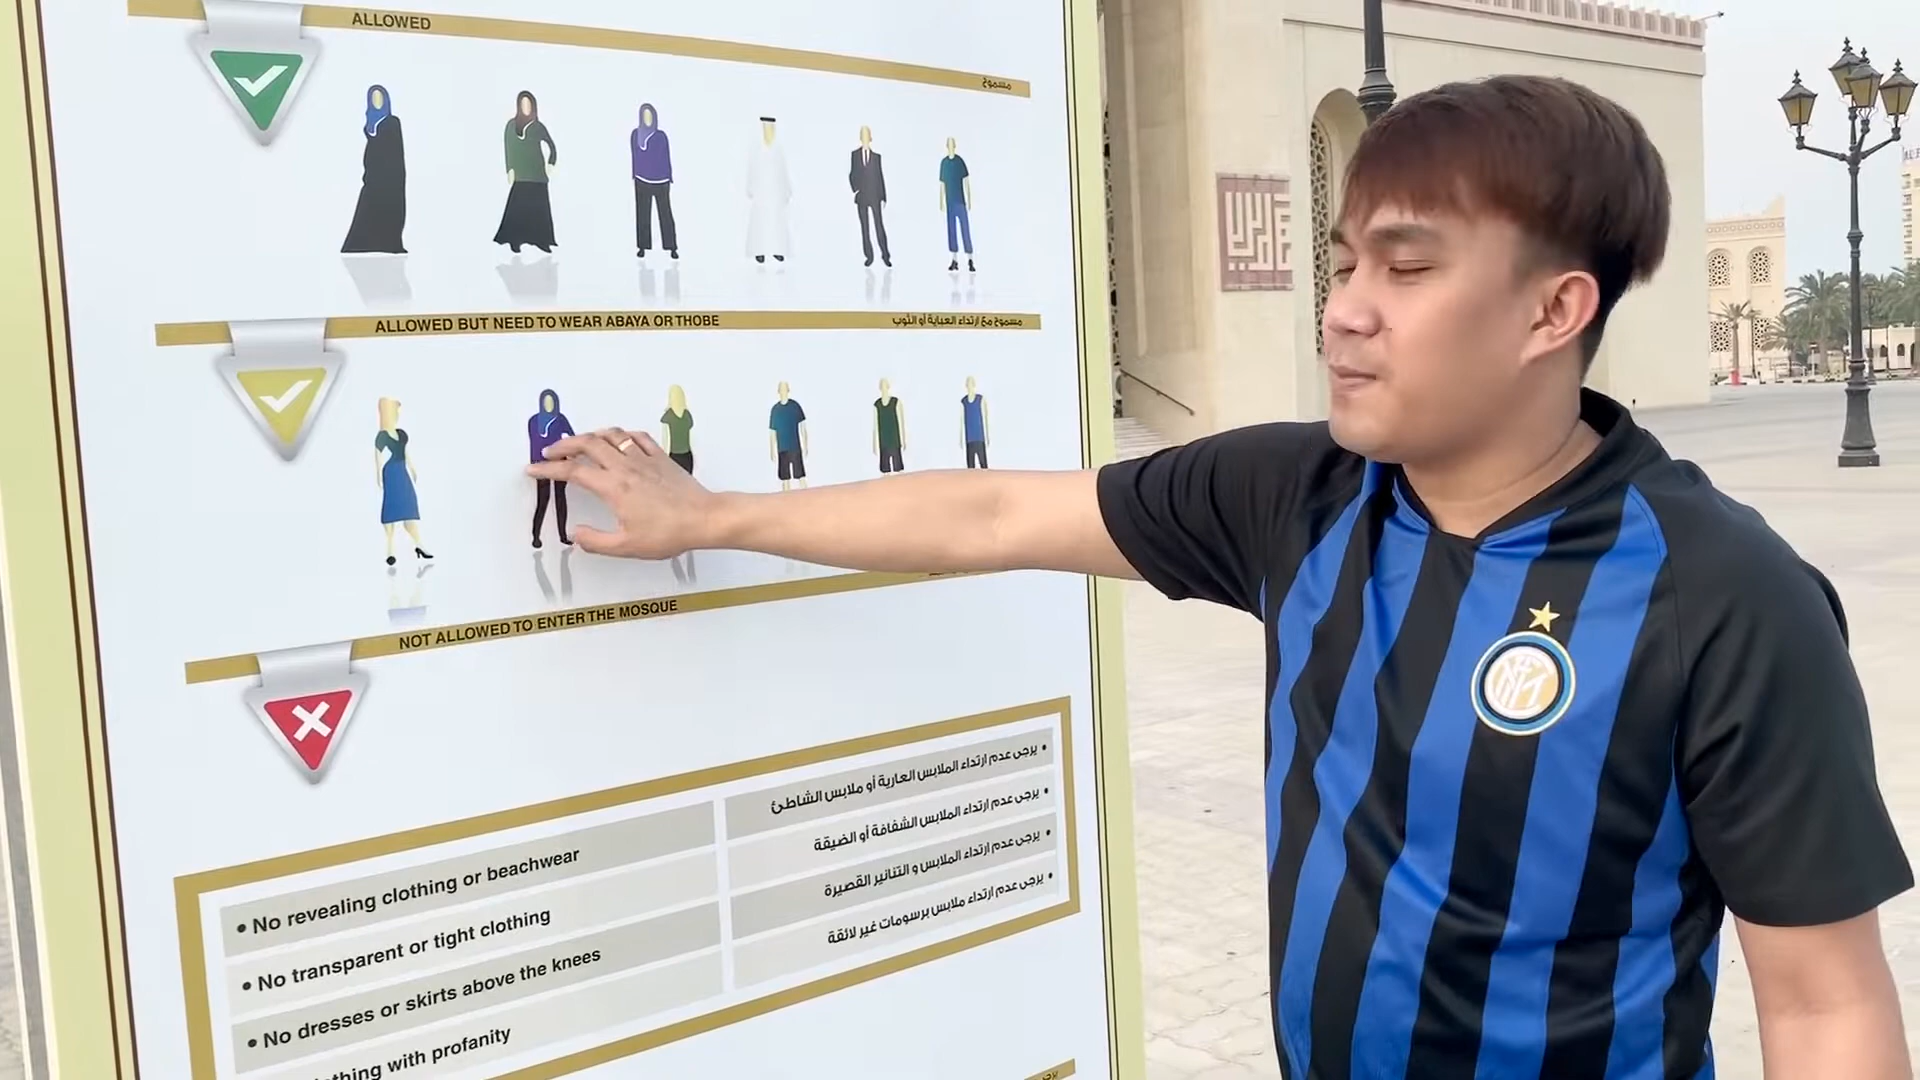 ALLOWED
مسموح
ALLOWED BUT NEED TO WEAR ABAYA OR THOBE
مسموح مع ارتداء العباية أو الثوب
NOT ALLOWED TO ENTER THE MOSQUE
• No revealing clothing or beachwear
• يرجى عدم ارتداء الملابس العارية أو ملابس الشاطئ
• No transparent or tight clothing
• يرجى عدم ارتداء الملابس الشفافة أو الضيقة
• No dresses or skirts above the knees
• يرجى عدم ارتداء الملابس و التنانير القصيرة
with profanity
• يرجى عدم ارتداء ملابس برسومات غير لائقة